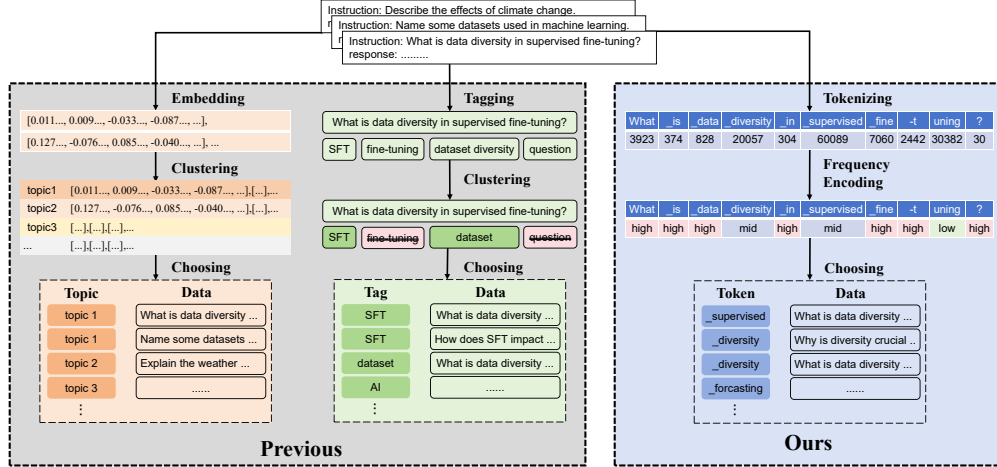 Instruction: Describe the effects of climate change.
r
Instruction: Name some datasets used in machine learning.
r
Instruction: What is data diversity in supervised fine-tuning?
response: .........
Embedding
[0.011..., 0.009..., -0.033..., -0.087..., ...],
[0.127..., -0.076..., 0.085..., -0.040..., ...], ...
Clustering
topic1 [0.011..., 0.009..., -0.033..., -0.087..., ...],[...],...
topic2 [0.127..., -0.076..., 0.085..., -0.040..., ...],[...],...
topic3 [...],[...],[...],...
... [...],[...],[...],...
Choosing
Topic Data
topic 1 What is data diversity ...
topic 1 Name some datasets ...
topic 2 Explain the weather ...
topic 3 ......
⋮
Tagging
What is data diversity in supervised fine-tuning?
SFT fine-tuning dataset diversity question
Clustering
What is data diversity in supervised fine-tuning?
SFT fine-tuning dataset question
Choosing
Tag Data
SFT What is data diversity ...
SFT How does SFT impact ...
dataset What is data diversity ...
AI ......
⋮
Previous
Tokenizing
What _is _data _diversity _in _supervised _fine -t uning ?
3923 374 828 20057 304 60089 7060 2442 30382 30
Frequency
Encoding
What _is _data _diversity _in _supervised _fine -t uning ?
high high high mid high mid high high low high
Choosing
Token Data
_supervised What is data diversity ...
_diversity Why is diversity crucial ..
_diversity What is data diversity ...
_forcasting ......
⋮
Ours